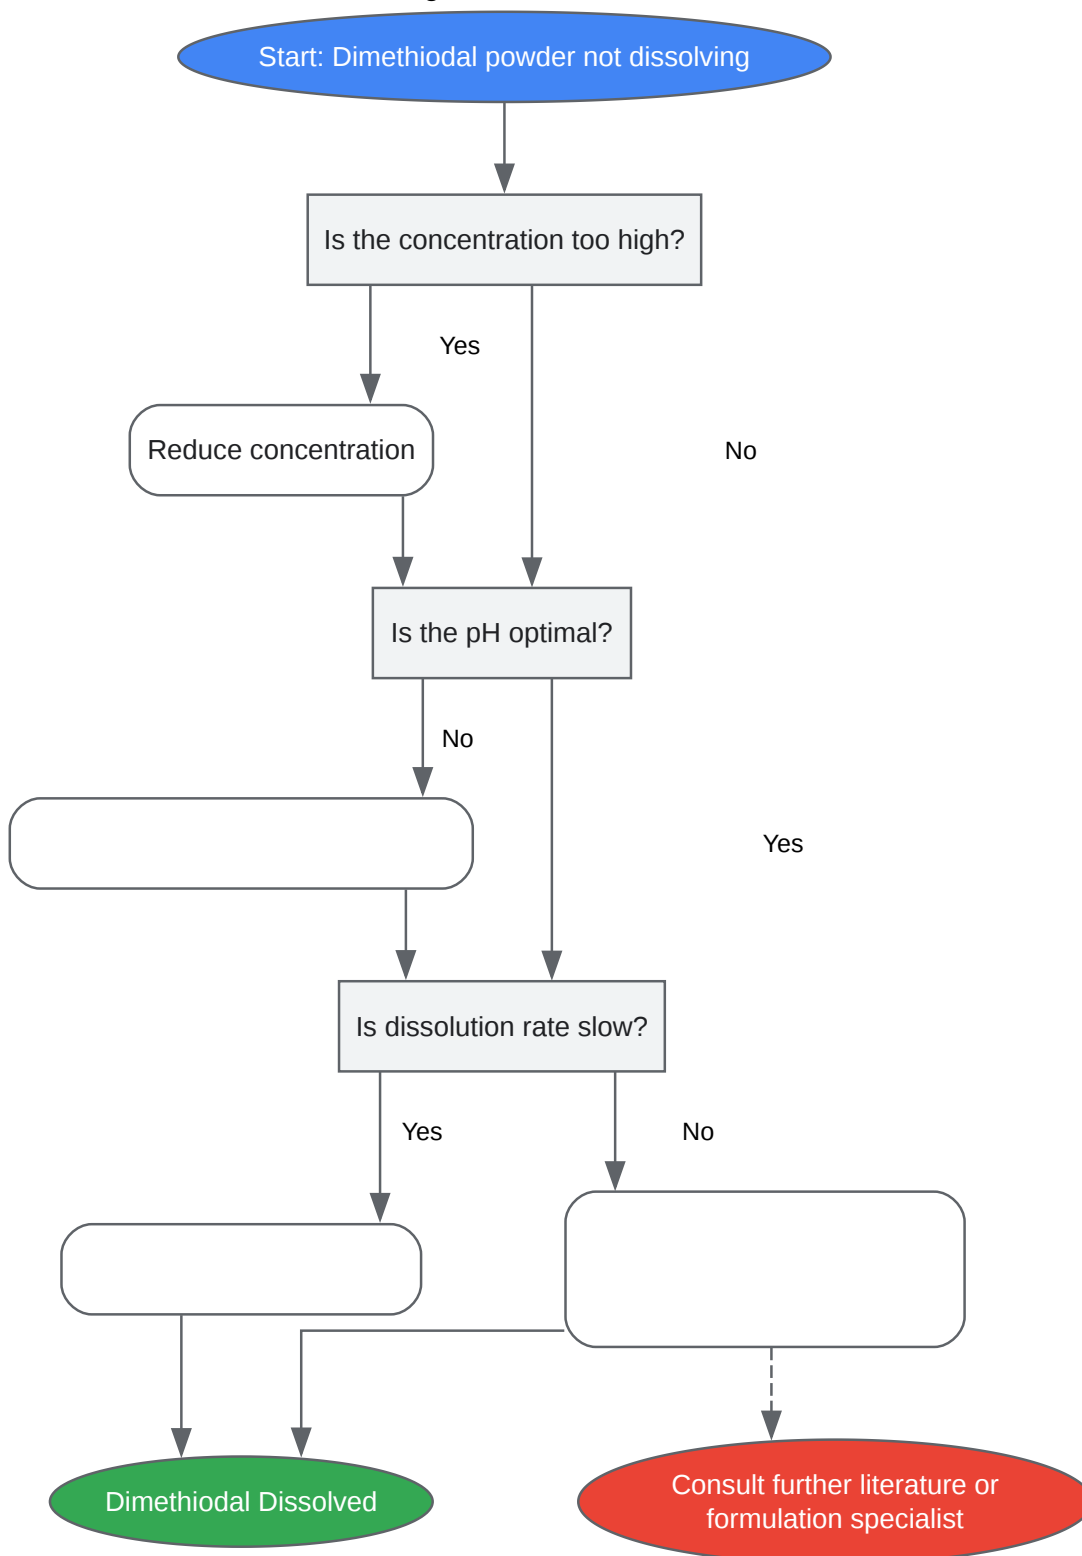 Start: Dimethiodal powder not dissolving
Is the concentration too high?
Yes
Reduce concentration
No
Is the pH optimal?
No
Yes
Is dissolution rate slow?
Yes
No
Dimethiodal Dissolved
Consult further literature or
formulation specialist